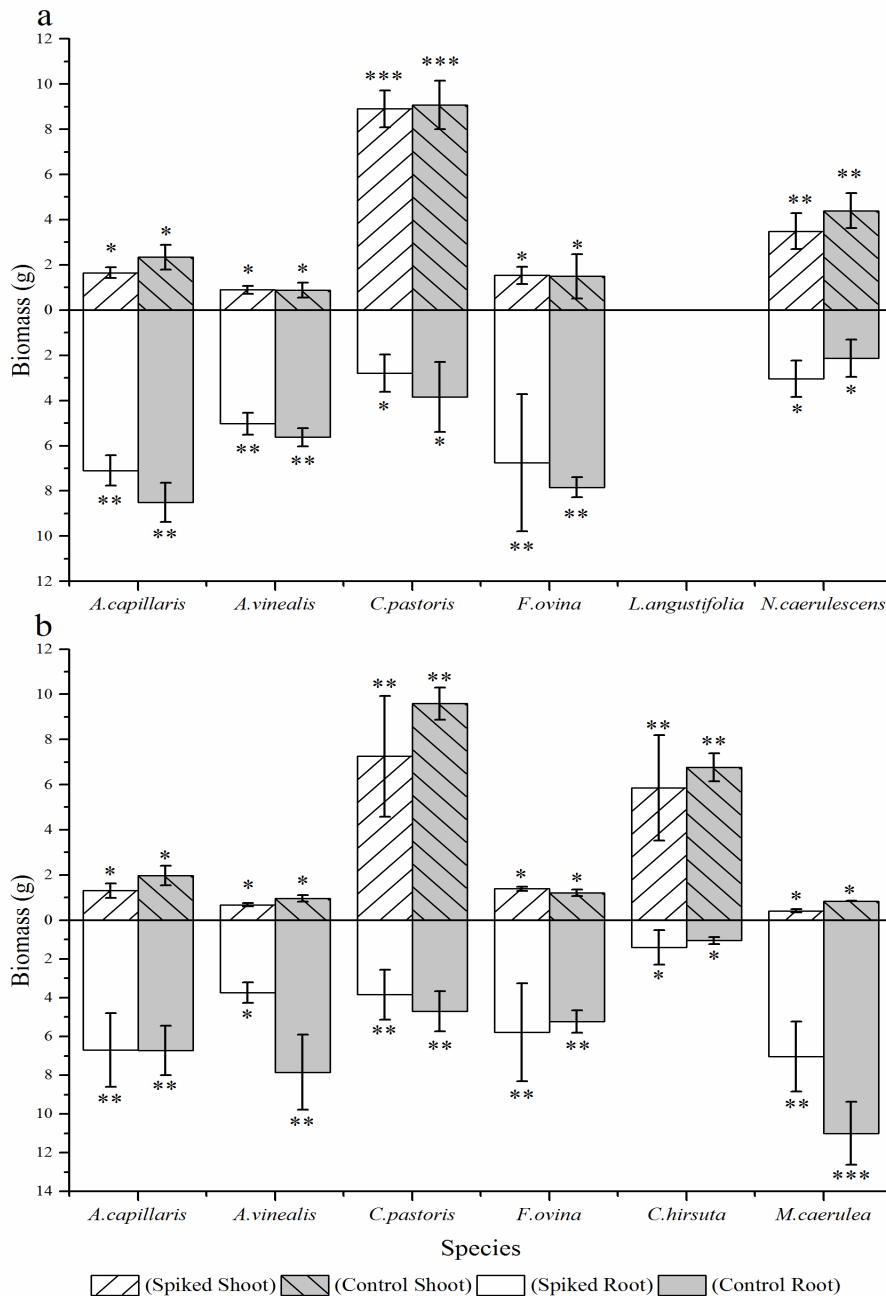 a
12
10
8
6
4
2
0
2
4
6
8
10
12
Biomass (g)
*** ***
** **
* * * * * *
* * * *
** ** ** ** ** **
A.capillaris A.vinealis C.pastoris F.ovina L.angustifolia N.caerulescens
b
12
10
8
6
4
2
0
2
4
6
8
10
12
14
Biomass (g)
** ** ** **
* * * * * * * *
* * *
** ** ** ** ** ** ** **
***
A.capillaris A.vinealis C.pastoris F.ovina C.hirsuta M.caerulea
Species
(Spiked Shoot) (Control Shoot) (Spiked Root) (Control Root)